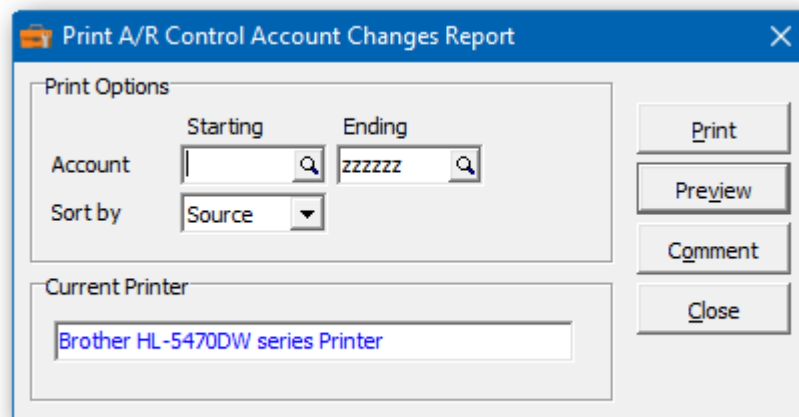 Print A/R Control Account Changes Report
Print Options
Starting Ending
Account zzzzzz
Sort by Source
Current Printer
Brother HL-5470DW series Printer
Print
Preview
Comment
Close